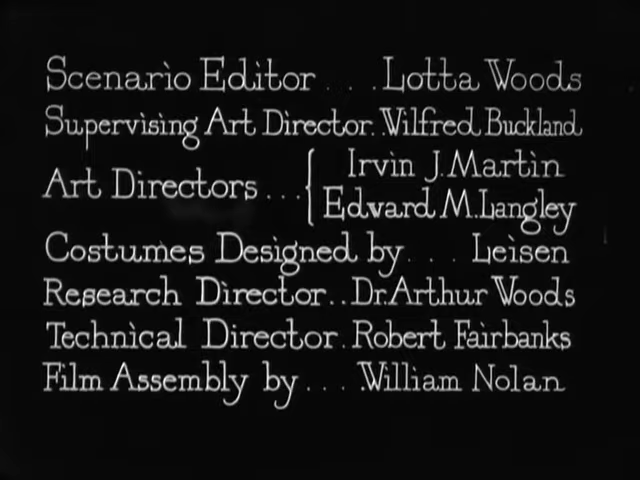 Scenario Editor . . . Lotta Woods
Supervising Art Director. Wilfred Buckland
Irvin J. Martin
Art Directors ... {
Edward M. Langley
Costumes Designed by . . . Leisen
Research Director.. Dr. Arthur Woods
Technical Director. Robert Fairbanks
Film Assembly by . . . . William Nolan